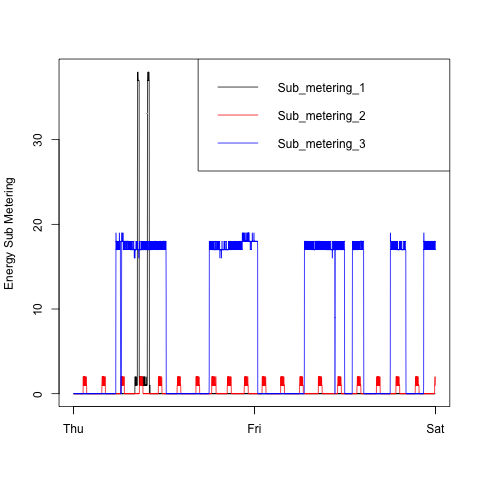 Sub_metering_1
Sub_metering_2
Sub_metering_3
Energy Sub Metering
30
20
10
0
Thu Fri Sat